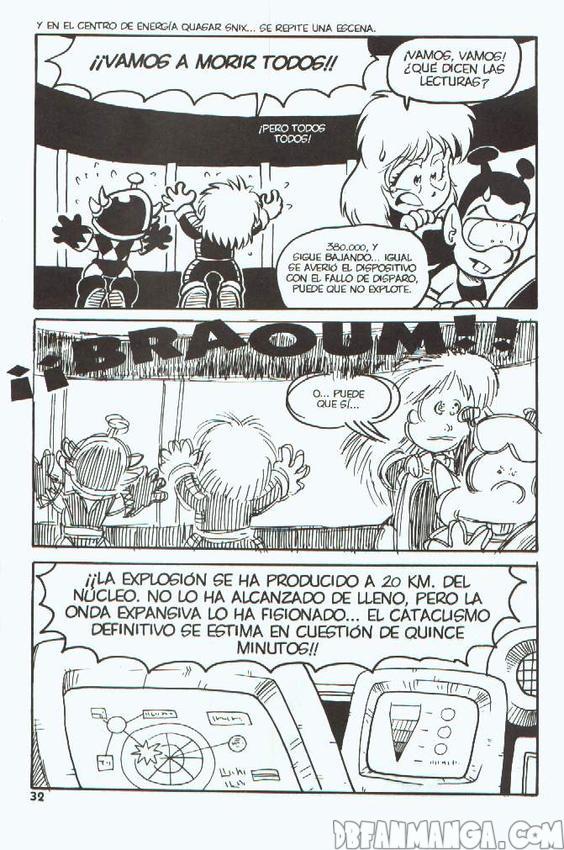 Y EN EL CENTRO DE ENERGÍA QUASAR SNIX... SE REPITE UNA ESCENA.
¡¡VAMOS A MORIR TODOS!!
¡VAMOS, VAMOS!
¿QUÉ DICEN LAS
LECTURAS?
¡PERO TODOS
TODOS!
380.000, Y
SIGUE BAJANDO... IGUAL
SE AVERIÓ EL DISPOSITIVO
CON EL FALLO DE DISPARO,
PUEDE QUE NO EXPLOTE.
¡¡BRAOUM!!
O... PUEDE
QUE SÍ...
¡¡LA EXPLOSIÓN SE HA PRODUCIDO A 20 KM. DEL
NÚCLEO. NO LO HA ALCANZADO DE LLENO, PERO LA
ONDA EXPANSIVA LO HA FISIONADO... EL CATACLISMO
DEFINITIVO SE ESTIMA EN CUESTIÓN DE QUINCE
MINUTOS!!
32
DBFANMANGA.COM